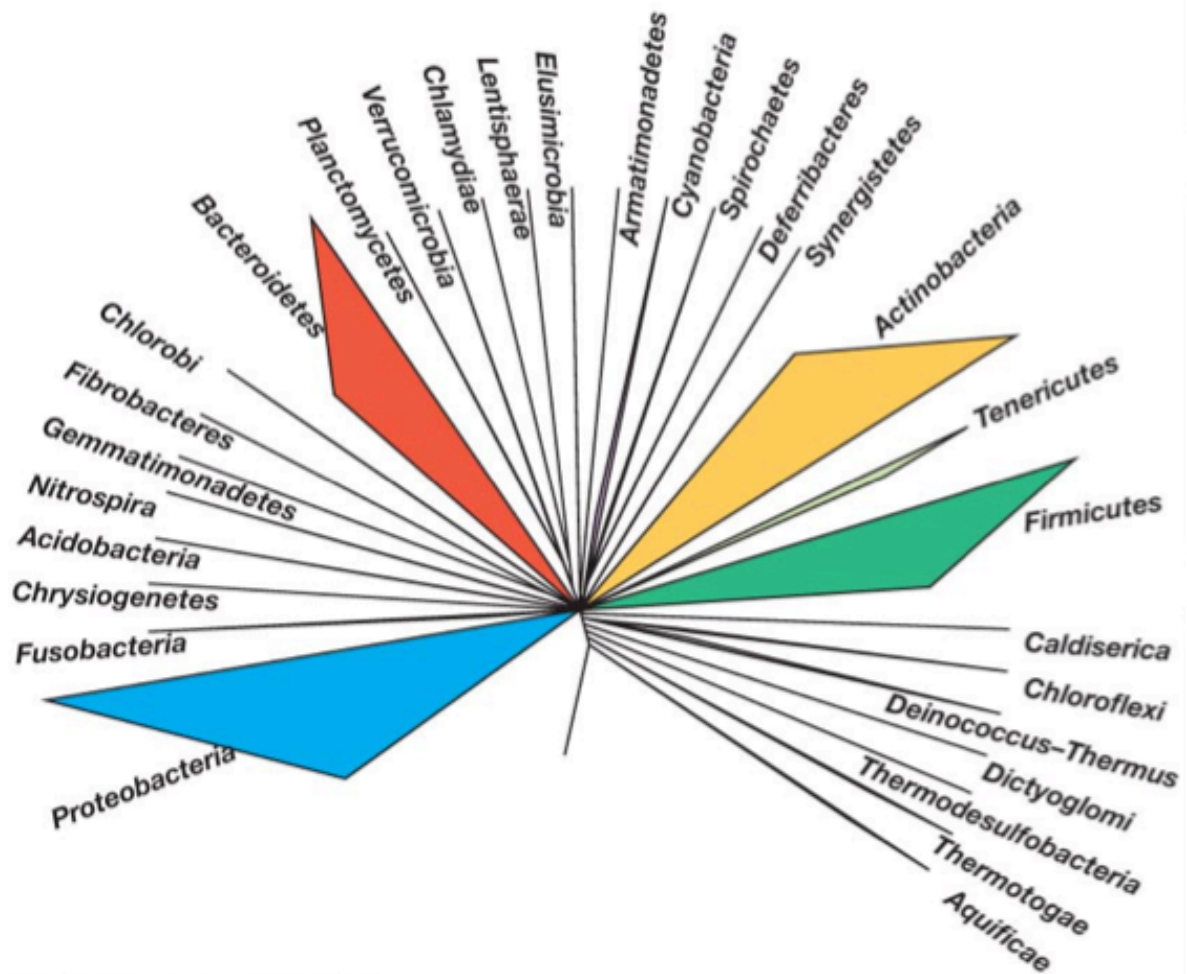 Proteobacteria
Fusobacteria
Chrysiogenetes
Acidobacteria
Nitrospira
Gemmatimonadetes
Fibrobacteres
Chlorobi
Bacteroidetes
Planctomycetes
Verrucomicrobia
Chlamydiae
Lentisphaerae
Elusimicrobia
Armatimonadetes
Cyanobacteria
Spirochaetes
Deferribacteres
Synergistetes
Actinobacteria
Tenericutes
Firmicutes
Caldiserica
Chloroflexi
Deinococcus–Thermus
Dictyoglomi
Thermodesulfobacteria
Thermotogae
Aquificae